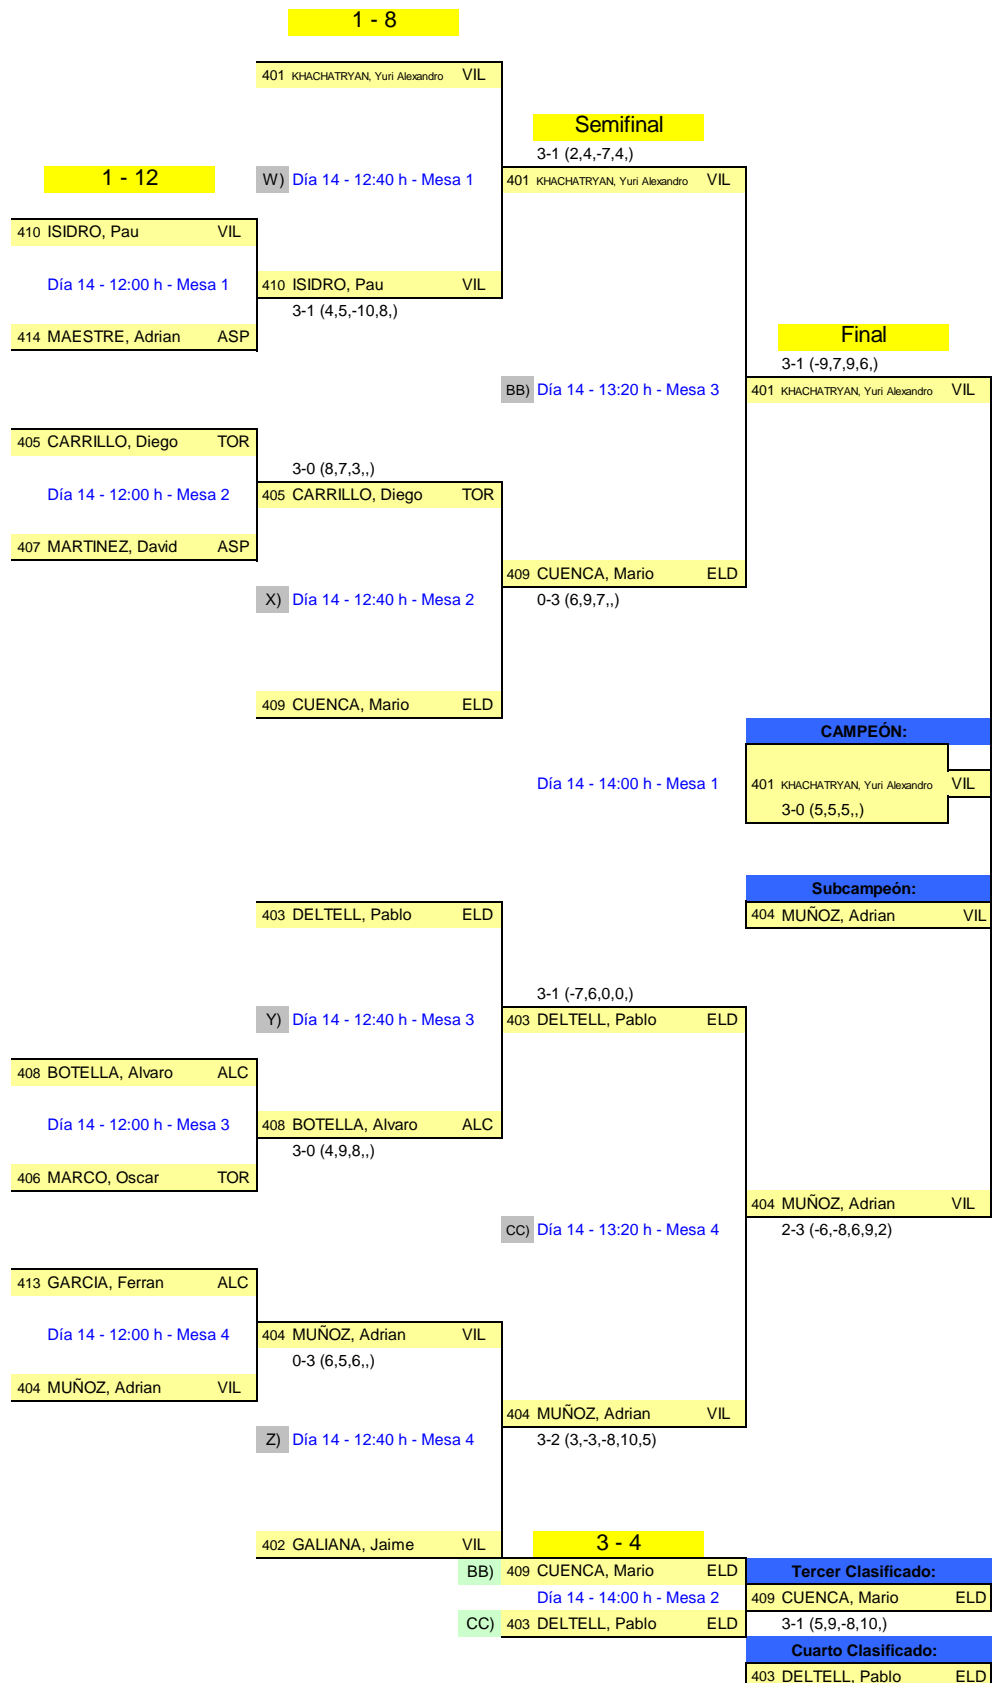 1 - 8
401 KHACHATRYAN, Yuri Alexandro VIL
Semifinal
3-1 (2,4,-7,4,)
1 - 12
W) Día 14 - 12:40 h - Mesa 1
401 KHACHATRYAN, Yuri Alexandro VIL
410 ISIDRO, Pau VIL
Día 14 - 12:00 h - Mesa 1
410 ISIDRO, Pau VIL
3-1 (4,5,-10,8,)
414 MAESTRE, Adrian ASP
Final
3-1 (-9,7,9,6,)
BB) Día 14 - 13:20 h - Mesa 3
401 KHACHATRYAN, Yuri Alexandro VIL
405 CARRILLO, Diego TOR
3-0 (8,7,3,,)
Día 14 - 12:00 h - Mesa 2
405 CARRILLO, Diego TOR
407 MARTINEZ, David ASP
409 CUENCA, Mario ELD
X) Día 14 - 12:40 h - Mesa 2
0-3 (6,9,7,,)
409 CUENCA, Mario ELD
CAMPEÓN:
Día 14 - 14:00 h - Mesa 1
401 KHACHATRYAN, Yuri Alexandro VIL
3-0 (5,5,5,,)
Subcampeón:
403 DELTELL, Pablo ELD
404 MUÑOZ, Adrian VIL
3-1 (-7,6,0,0,)
Y) Día 14 - 12:40 h - Mesa 3
403 DELTELL, Pablo ELD
408 BOTELLA, Alvaro ALC
Día 14 - 12:00 h - Mesa 3
408 BOTELLA, Alvaro ALC
3-0 (4,9,8,,)
406 MARCO, Oscar TOR
404 MUÑOZ, Adrian VIL
CC) Día 14 - 13:20 h - Mesa 4
2-3 (-6,-8,6,9,2)
413 GARCIA, Ferran ALC
Día 14 - 12:00 h - Mesa 4
404 MUÑOZ, Adrian VIL
0-3 (6,5,6,,)
404 MUÑOZ, Adrian VIL
404 MUÑOZ, Adrian VIL
Z) Día 14 - 12:40 h - Mesa 4
3-2 (3,-3,-8,10,5)
402 GALIANA, Jaime VIL
3 - 4
BB) 409 CUENCA, Mario ELD
Tercer Clasificado:
Día 14 - 14:00 h - Mesa 2
409 CUENCA, Mario ELD
CC) 403 DELTELL, Pablo ELD
3-1 (5,9,-8,10,)
Cuarto Clasificado:
403 DELTELL, Pablo ELD